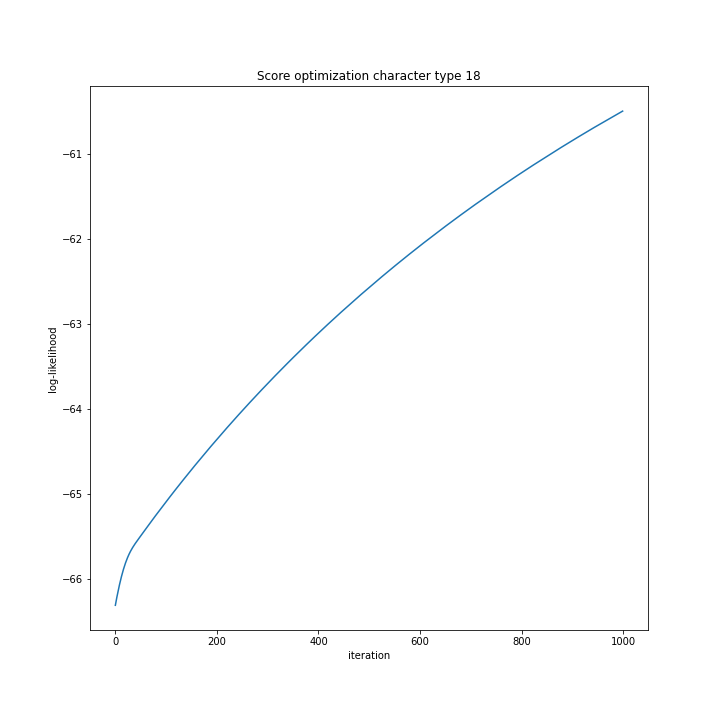 Score optimization character type 18
log-likelihood
−61
−62
−63
−64
−65
−66
0 200 400 600 800 1000
iteration